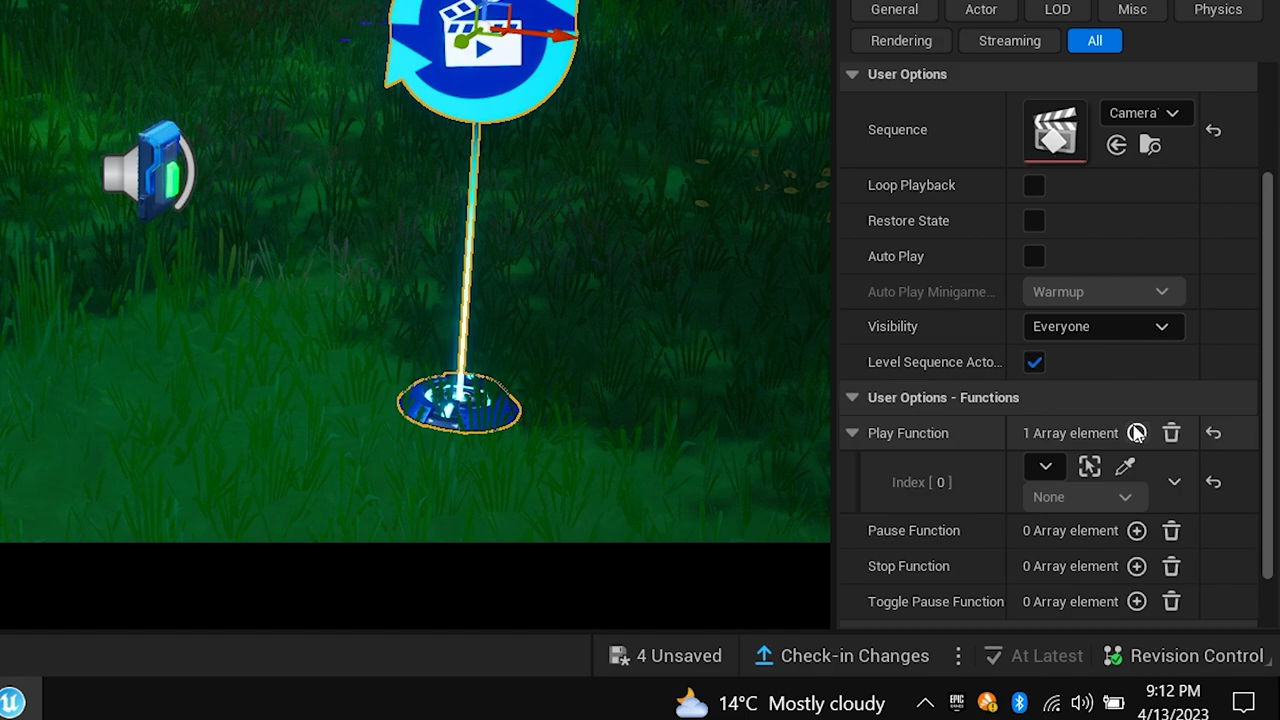 General Actor LOD Misc Physics
Rendering Streaming All
User Options
Sequence Camera
Loop Playback
Restore State
Auto Play
Auto Play Minigame... Warmup
Visibility Everyone
Level Sequence Acto...
User Options - Functions
Play Function 1 Array element
Index [ 0 ]
None
Pause Function 0 Array element
Stop Function 0 Array element
Toggle Pause Function 0 Array element
4 Unsaved Check-in Changes At Latest Revision Control
14°C Mostly cloudy EPIC GAMES 9:12 PM
4/13/2023